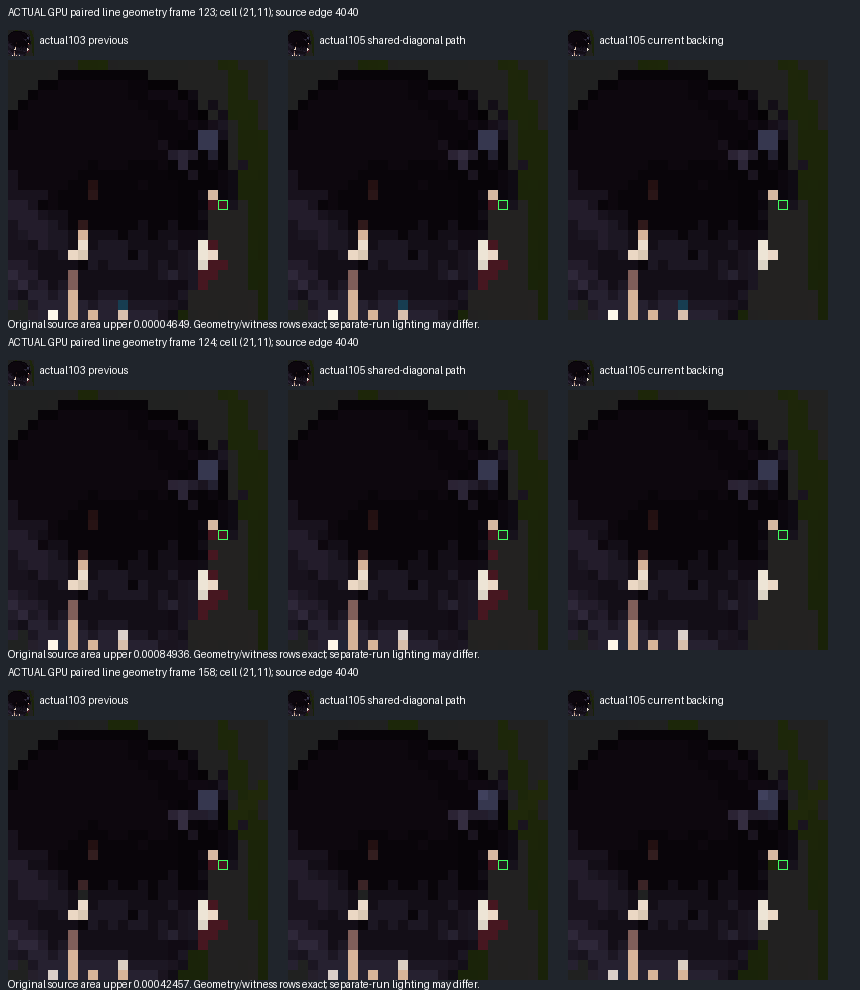 ACTUAL GPU paired line geometry frame 123; cell (21,11); source edge 4040
actual103 previous
actual105 shared-diagonal path
actual105 current backing
Original source area upper 0.00004649. Geometry/witness rows exact; separate-run lighting may differ.
ACTUAL GPU paired line geometry frame 124; cell (21,11); source edge 4040
actual103 previous
actual105 shared-diagonal path
actual105 current backing
Original source area upper 0.00084936. Geometry/witness rows exact; separate-run lighting may differ.
ACTUAL GPU paired line geometry frame 158; cell (21,11); source edge 4040
actual103 previous
actual105 shared-diagonal path
actual105 current backing
Original source area upper 0.00042457. Geometry/witness rows exact; separate-run lighting may differ.